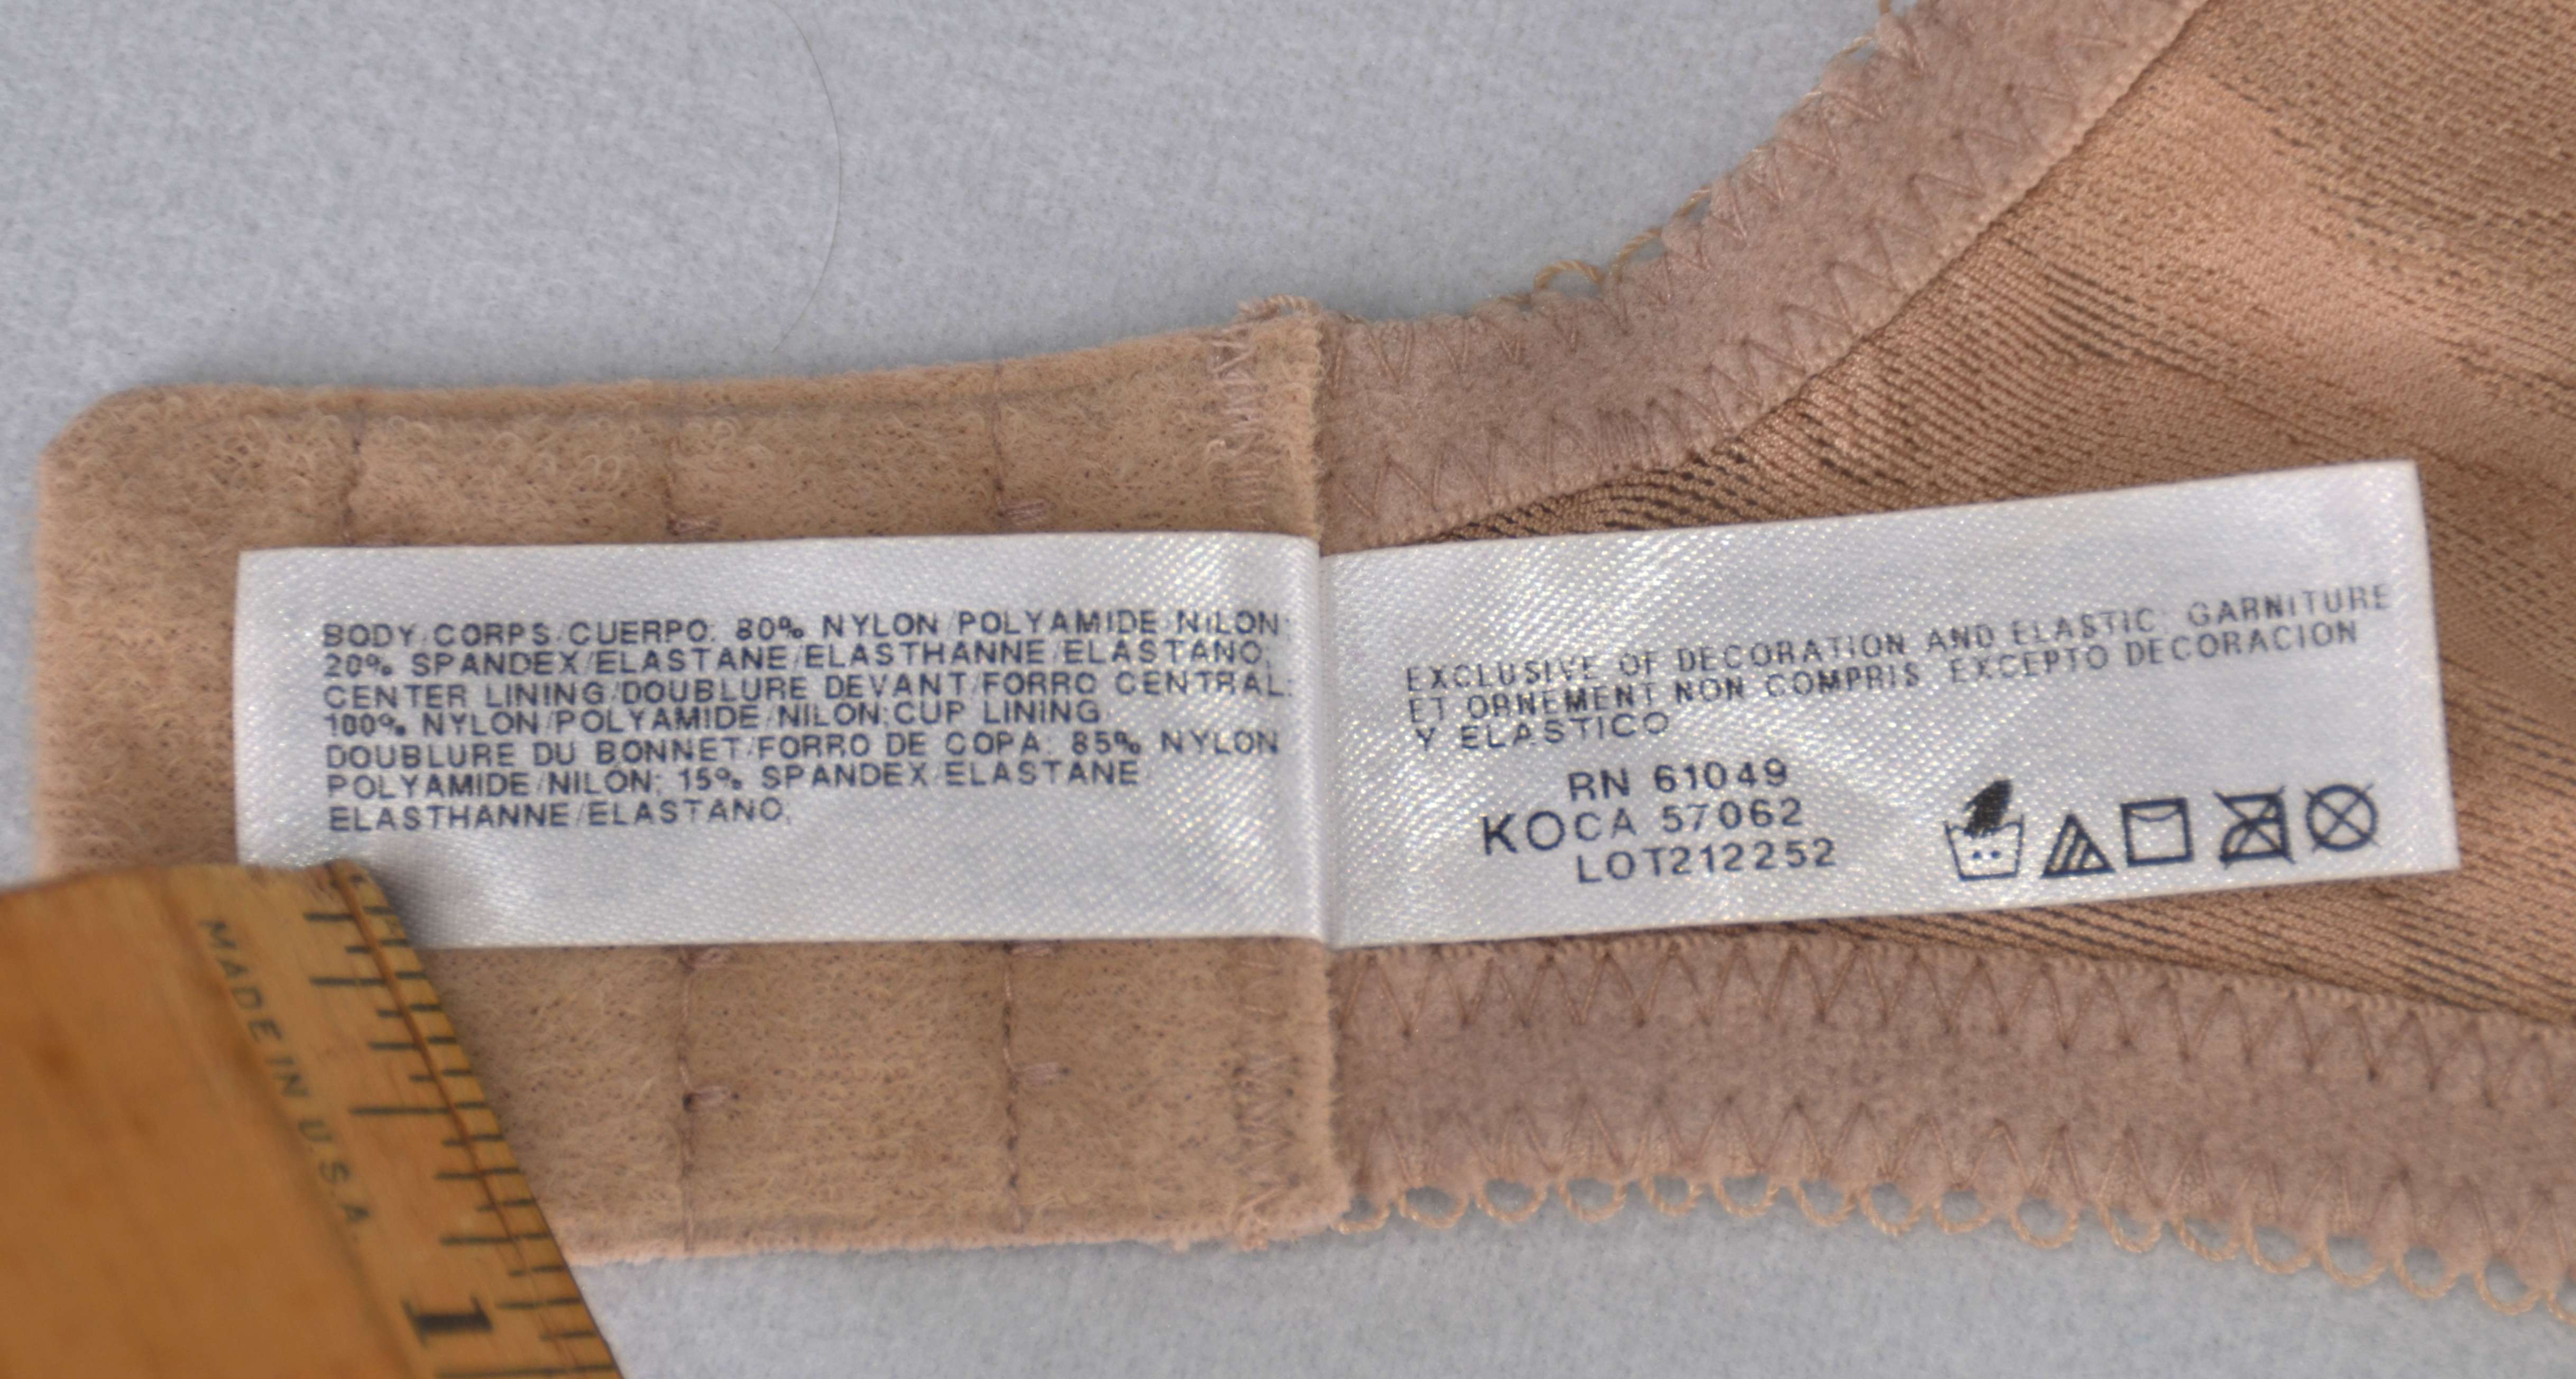 BODY/CORPS/CUERPO: 80% NYLON/POLYAMIDE/NILON;
20% SPANDEX/ELASTANE/ELASTHANNE/ELASTANO;
CENTER LINING/DOUBLURE DEVANT/FORRO CENTRAL:
100% NYLON/POLYAMIDE/NILON;CUP LINING
DOUBLURE DU BONNET/FORRO DE COPA: 85% NYLON
POLYAMIDE/NILON; 15% SPANDEX/ELASTANE
ELASTHANNE/ELASTANO;
EXCLUSIVE OF DECORATION AND ELASTIC GARNITURE
ET ORNEMENT NON COMPRIS EXCEPTO DECORACION
Y ELASTICO
RN 61049
KOCA 57062
LOT212252
MADE IN U.S.A.
1